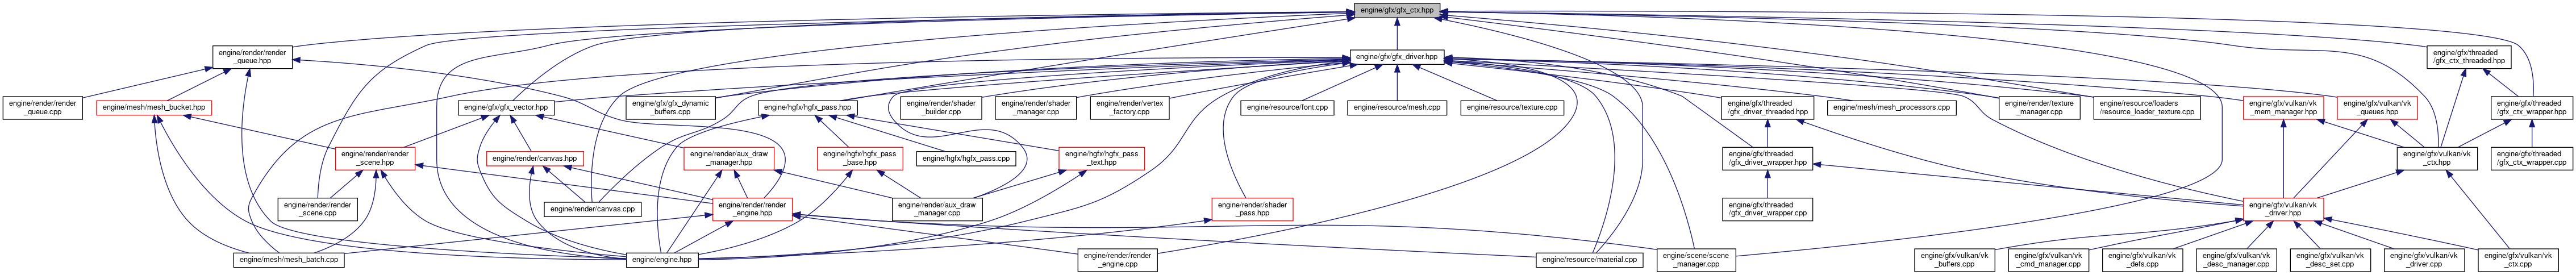 engine/gfx/gfx_ctx.hpp
engine/render/render
_queue.hpp
engine/gfx/gfx_driver.hpp
engine/gfx/threaded
/gfx_ctx_threaded.hpp
engine/render/render
_queue.cpp
engine/mesh/mesh_bucket.hpp
engine/gfx/gfx_vector.hpp
engine/gfx/gfx_dynamic
_buffers.cpp
engine/hgfx/hgfx_pass.hpp
engine/render/shader
_builder.cpp
engine/render/shader
_manager.cpp
engine/render/vertex
_factory.cpp
engine/resource/font.cpp
engine/resource/mesh.cpp
engine/resource/texture.cpp
engine/gfx/threaded
/gfx_driver_threaded.hpp
engine/mesh/mesh_processors.cpp
engine/render/texture
_manager.cpp
engine/resource/loaders
/resource_loader_texture.cpp
engine/gfx/vulkan/vk
_mem_manager.hpp
engine/gfx/vulkan/vk
_queues.hpp
engine/gfx/threaded
/gfx_ctx_wrapper.hpp
engine/render/render
_scene.hpp
engine/render/canvas.hpp
engine/render/aux_draw
_manager.hpp
engine/hgfx/hgfx_pass
_base.hpp
engine/hgfx/hgfx_pass.cpp
engine/hgfx/hgfx_pass
_text.hpp
engine/gfx/threaded
/gfx_driver_wrapper.hpp
engine/gfx/vulkan/vk
_ctx.hpp
engine/gfx/threaded
/gfx_ctx_wrapper.cpp
engine/render/render
_scene.cpp
engine/render/canvas.cpp
engine/render/render
_engine.hpp
engine/render/aux_draw
_manager.cpp
engine/render/shader
_pass.hpp
engine/gfx/threaded
/gfx_driver_wrapper.cpp
engine/gfx/vulkan/vk
_driver.hpp
engine/mesh/mesh_batch.cpp
engine/engine.hpp
engine/render/render
_engine.cpp
engine/resource/material.cpp
engine/scene/scene
_manager.cpp
engine/gfx/vulkan/vk
_buffers.cpp
engine/gfx/vulkan/vk
_cmd_manager.cpp
engine/gfx/vulkan/vk
_defs.cpp
engine/gfx/vulkan/vk
_desc_manager.cpp
engine/gfx/vulkan/vk
_desc_set.cpp
engine/gfx/vulkan/vk
_driver.cpp
engine/gfx/vulkan/vk
_ctx.cpp